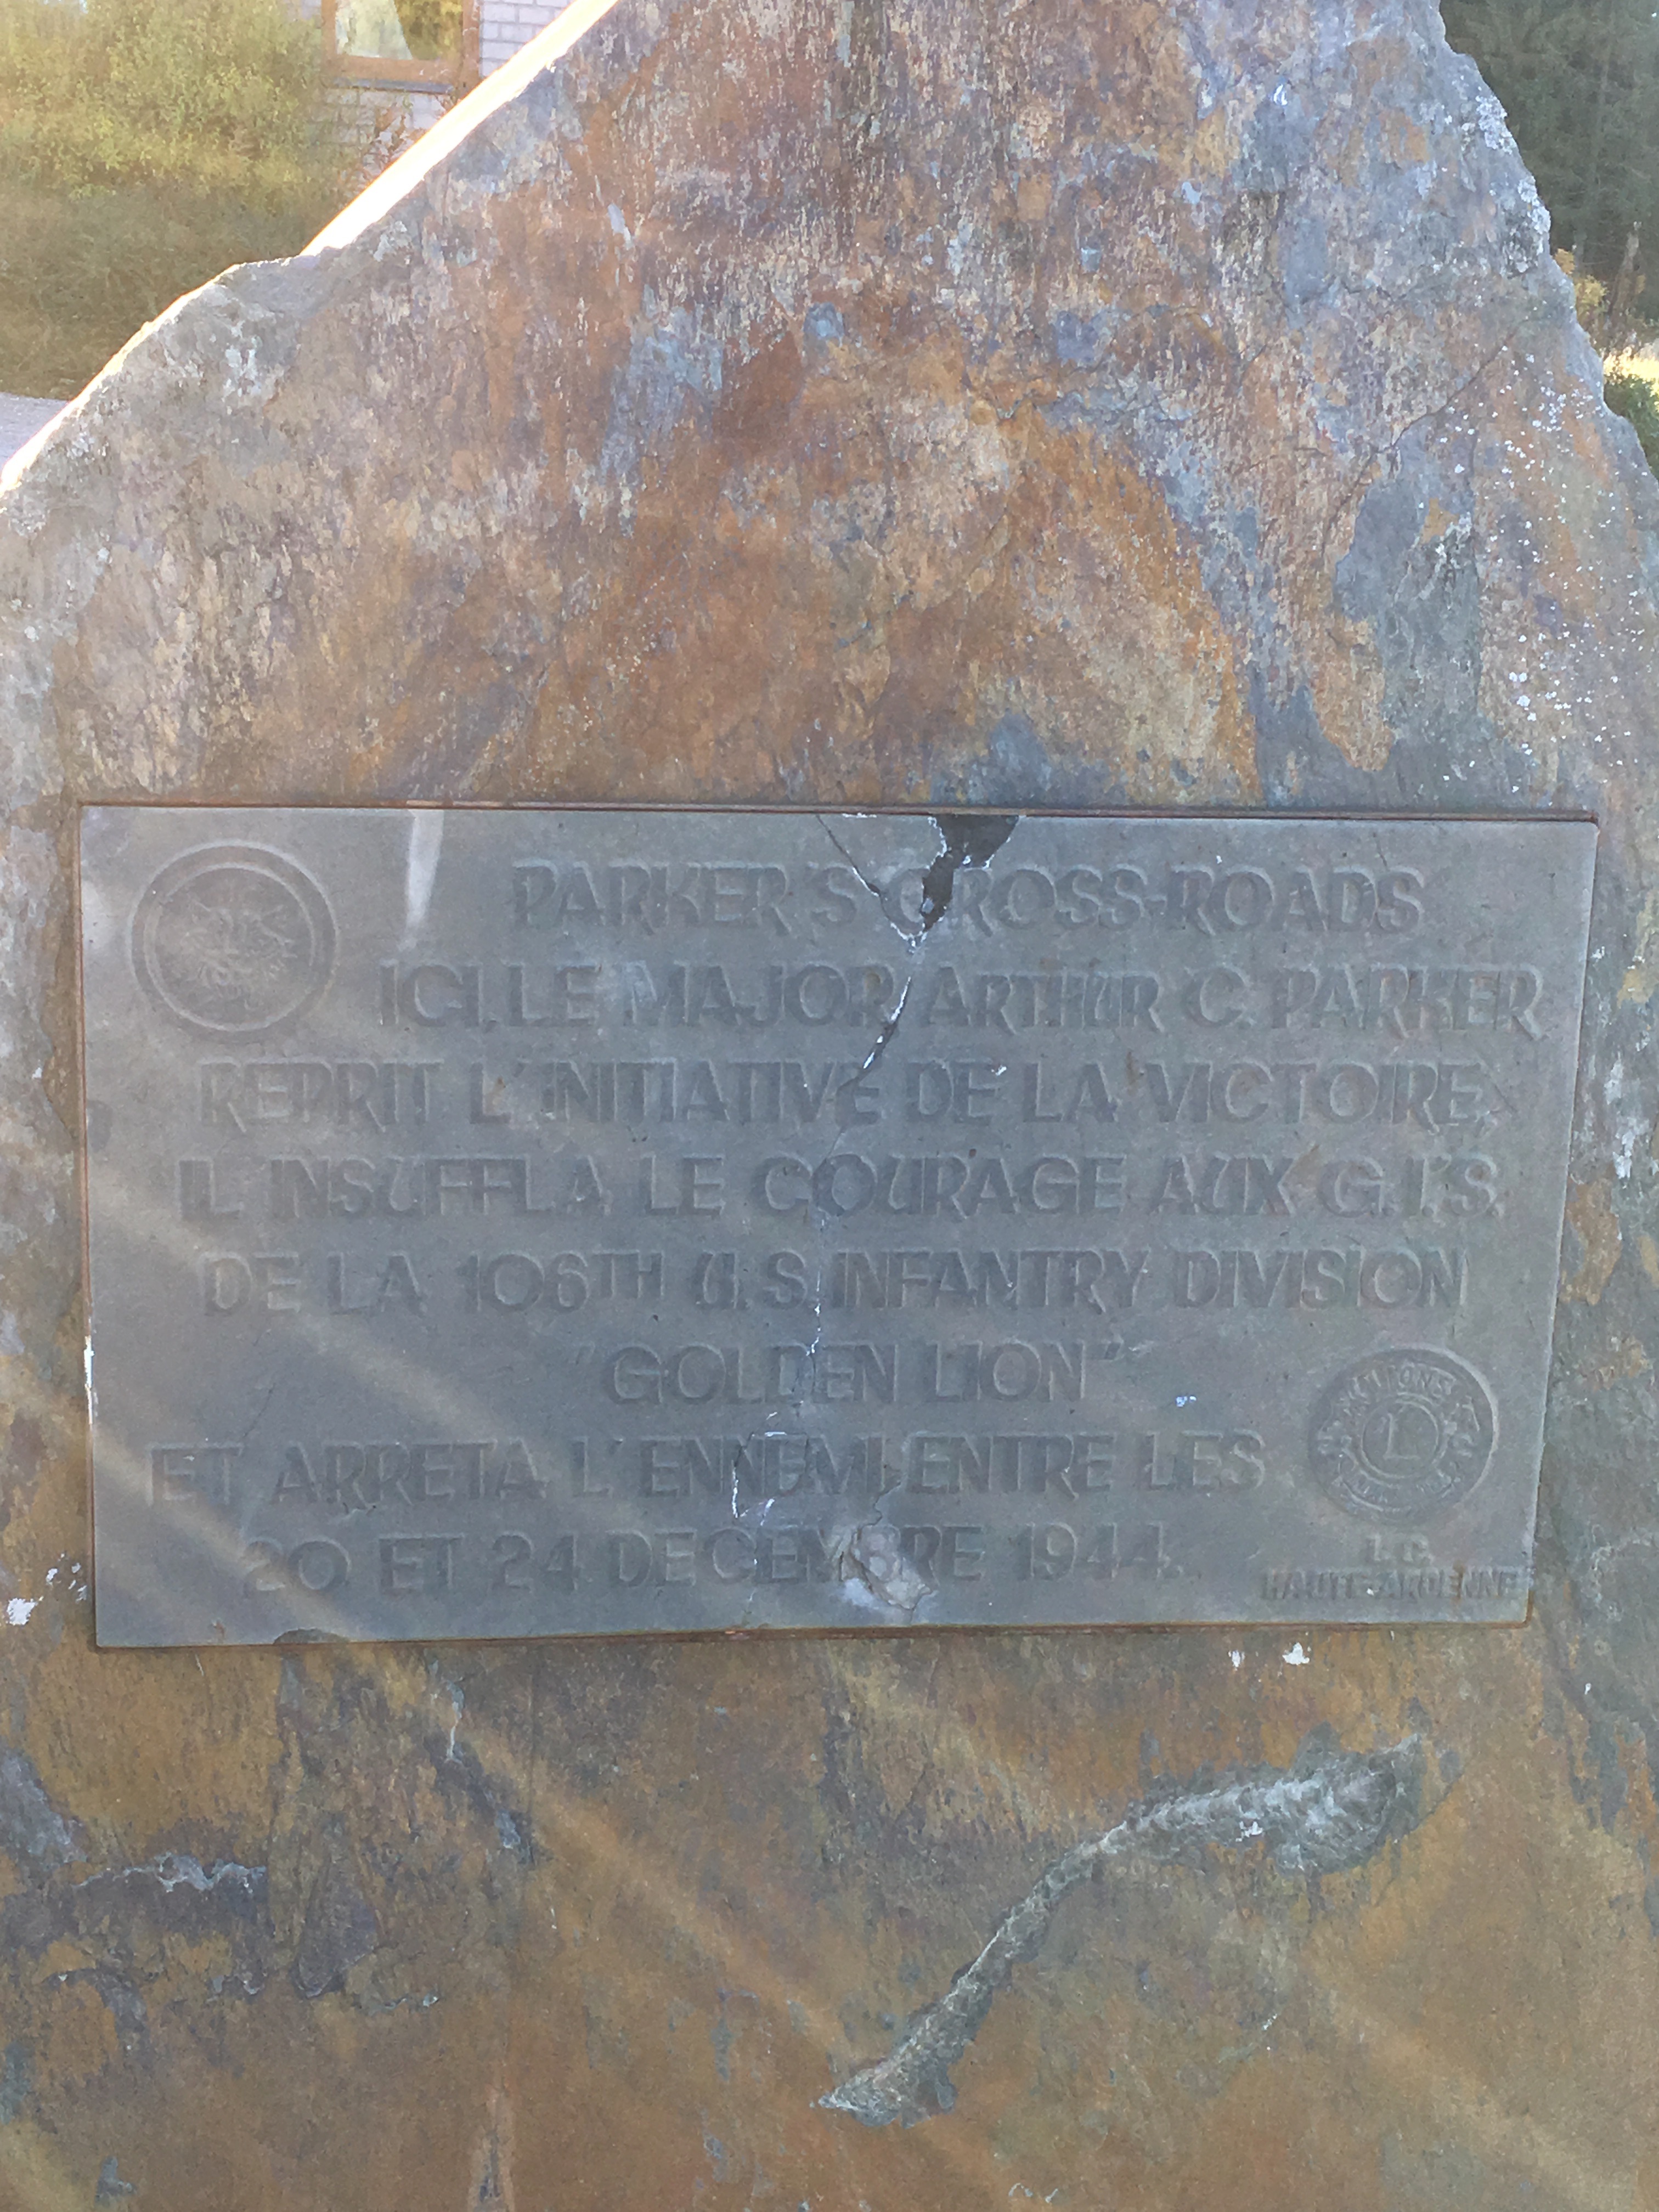 PARKER'S CROSS-ROADS
ICI, LE MAJOR ARTHUR C. PARKER
REPRIT L'INITIATIVE DE LA VICTOIRE,
IL INSUFFLA LE COURAGE AUX G.I.'S.
DE LA 106TH U.S. INFANTRY DIVISION
"GOLDEN LION"
ET ARRETA L'ENNEMI ENTRE LES
20 ET 24 DECEMBRE 1944.
LIONS
L
L.C.
HAUTE-ARDENNE